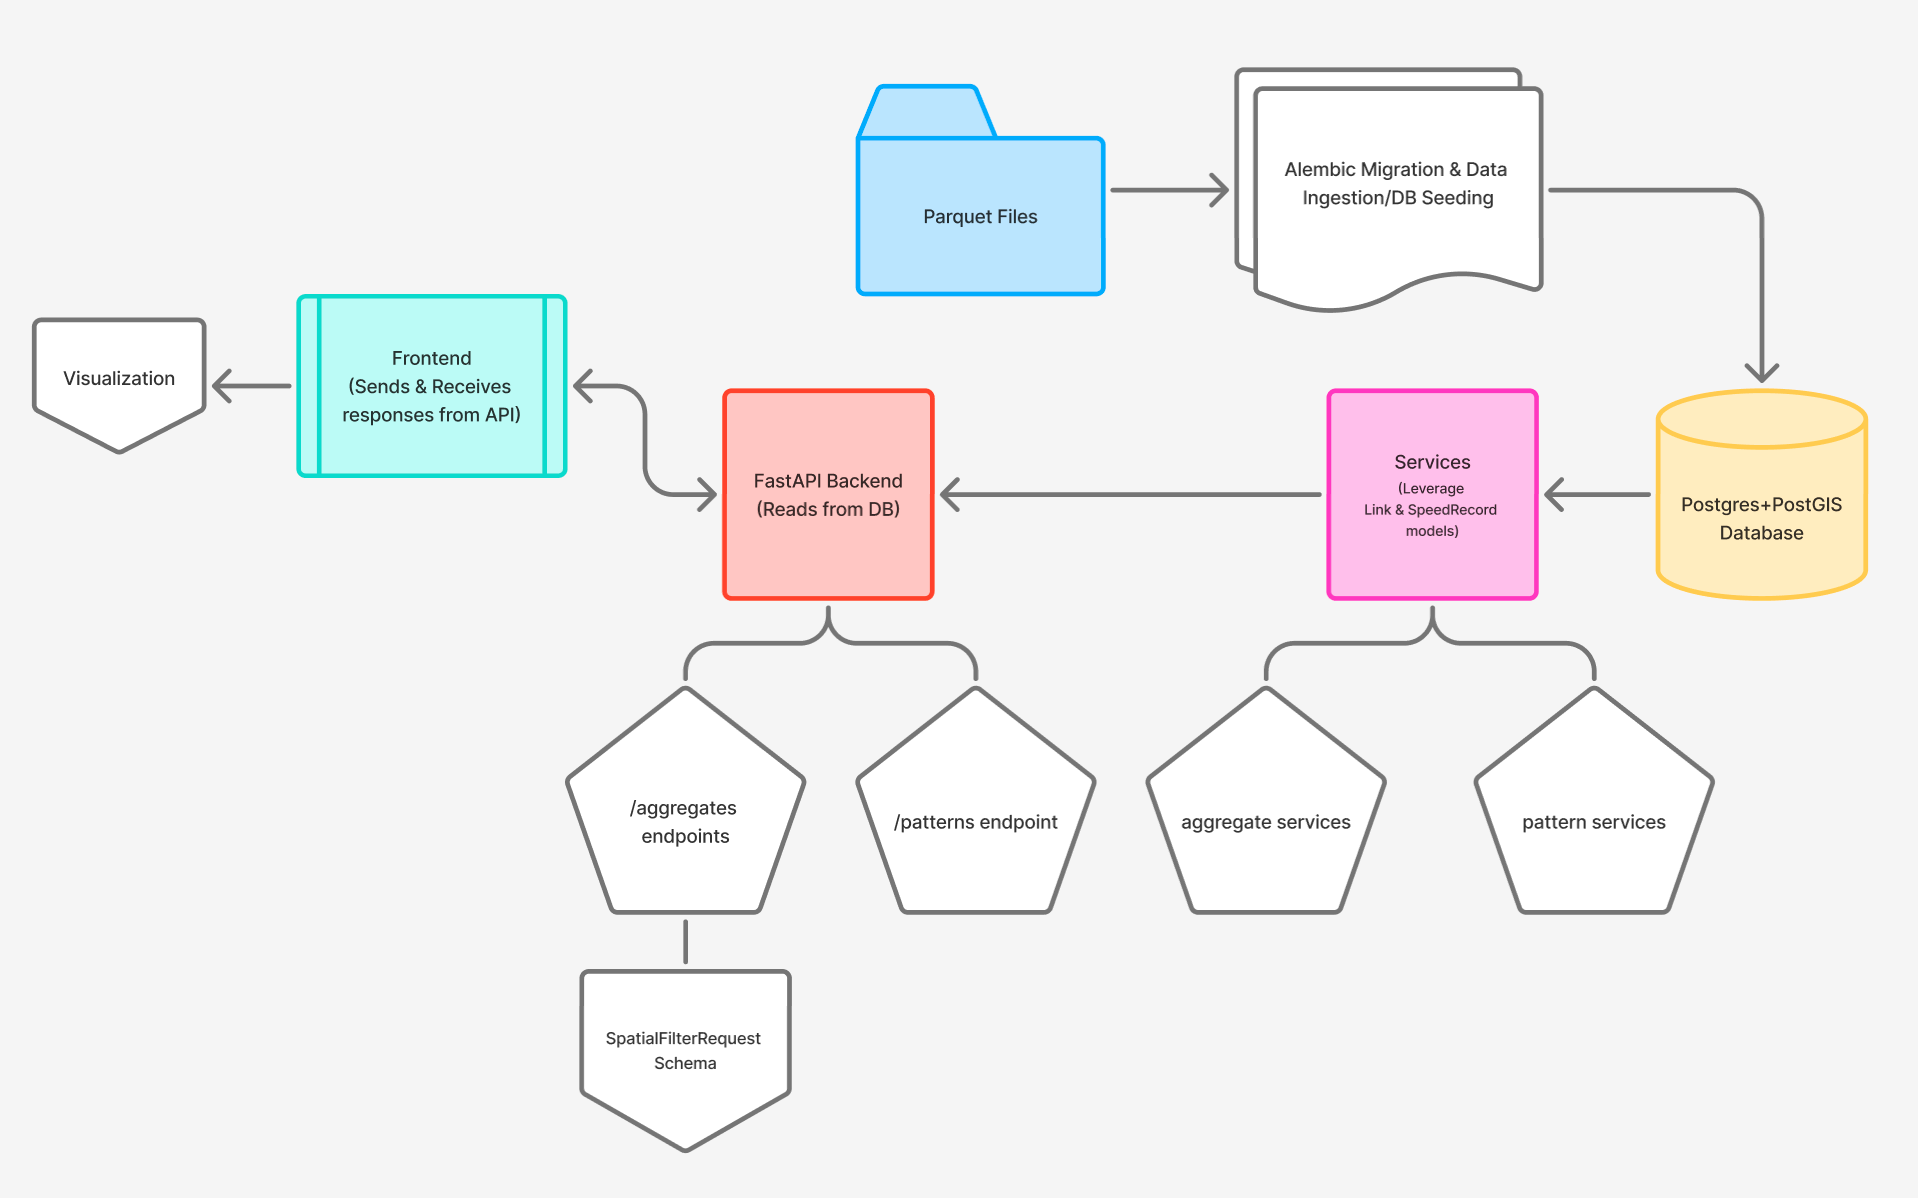 Parquet Files
Alembic Migration & Data
Ingestion/DB Seeding
Visualization
Frontend
(Sends & Receives
responses from API)
FastAPI Backend
(Reads from DB)
Services
(Leverage
Link & SpeedRecord
models)
Postgres+PostGIS
Database
/aggregates
endpoints
/patterns endpoint
aggregate services
pattern services
SpatialFilterRequest
Schema